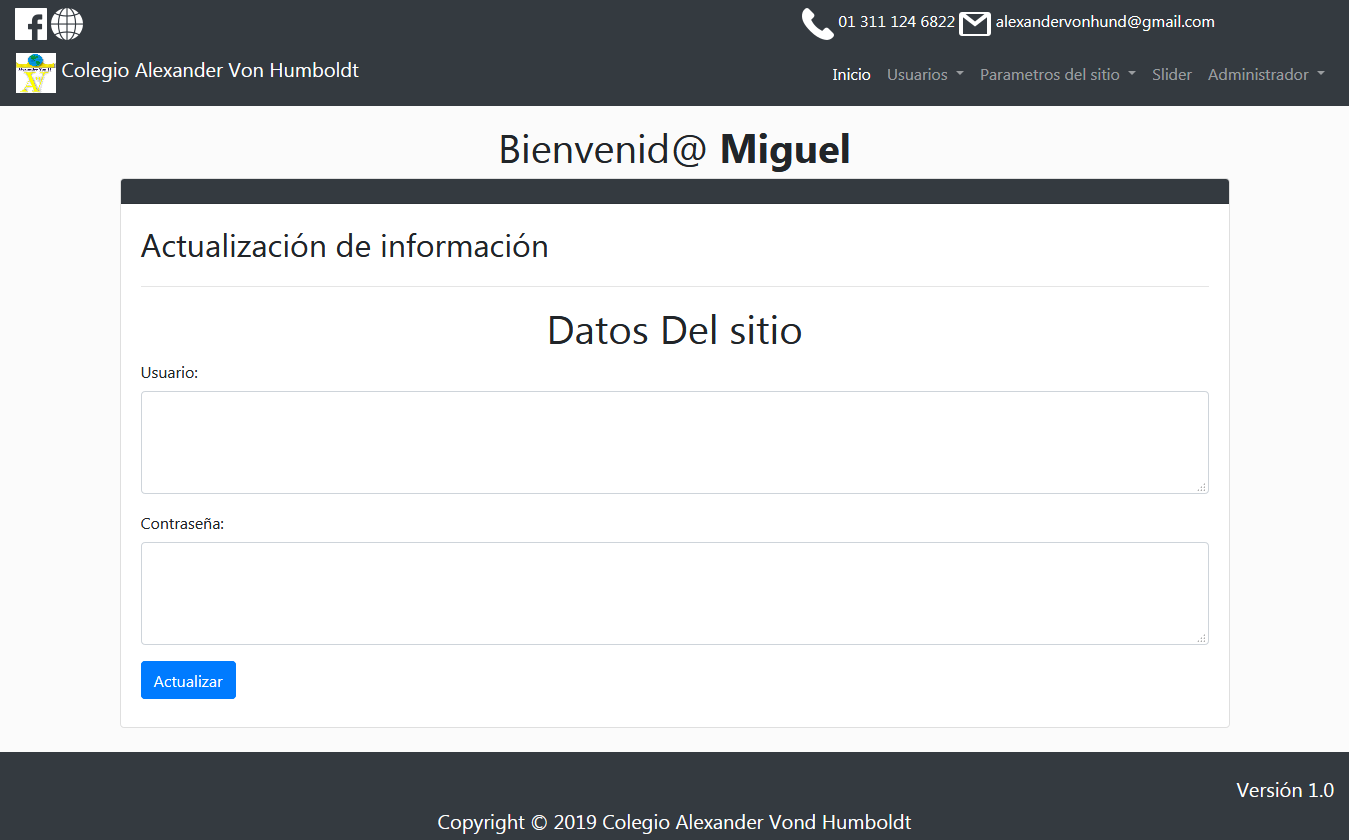 01 311 124 6822 alexandervonhund@gmail.com
Colegio Alexander Von Humboldt
Inicio Usuarios Parametros del sitio Slider Administrador
Bienvenid@ Miguel
Actualización de información
Datos Del sitio
Usuario:
Contraseña:
Actualizar
Versión 1.0
Copyright © 2019 Colegio Alexander Vond Humboldt